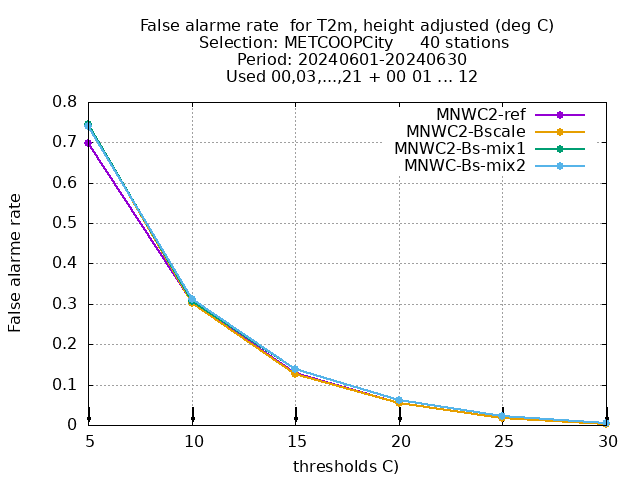 False alarme rate  for T2m, height adjusted (deg C)
Selection: METCOOPCity     40 stations
Period: 20240601-20240630
Used 00,03,...,21 + 00 01 ... 12
MNWC2-ref
MNWC2-Bscale
MNWC2-Bs-mix1
MNWC-Bs-mix2
False alarme rate
0.8
0.7
0.6
0.5
0.4
0.3
0.2
0.1
0
5 10 15 20 25 30
thresholds C)